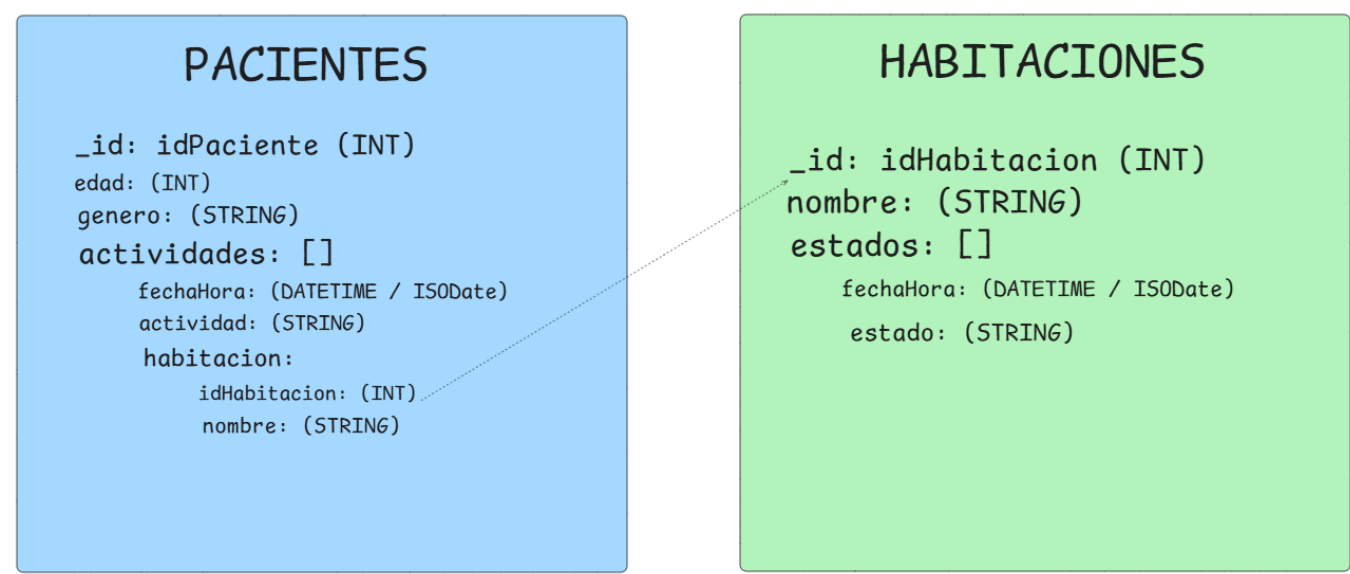 PACIENTES
_id: idPaciente (INT)
edad: (INT)
genero: (STRING)
actividades: []
fechaHora: (DATETIME / ISODate)
actividad: (STRING)
habitacion:
idHabitacion: (INT)
nombre: (STRING)
HABITACIONES
_id: idHabitacion (INT)
nombre: (STRING)
estados: []
fechaHora: (DATETIME / ISODate)
estado: (STRING)